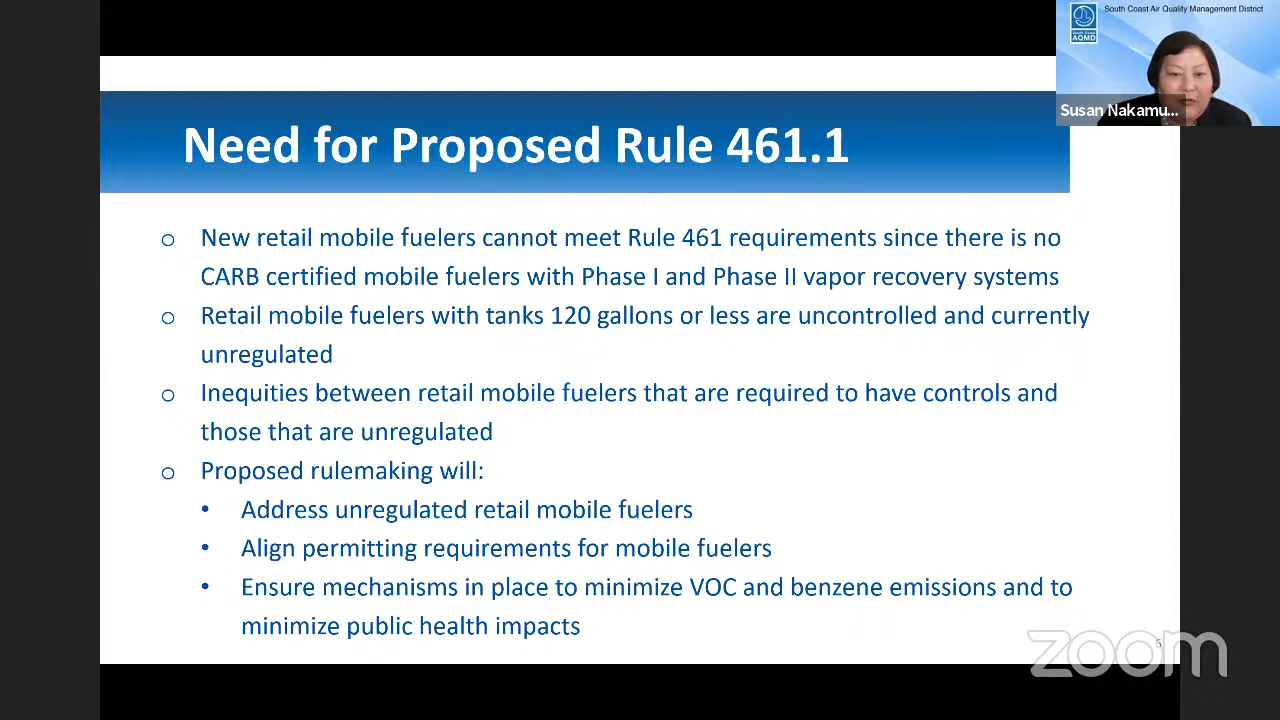 South Coast Air Quality Management District
South Coast
AQMD
Susan Nakamu...
Need for Proposed Rule 461.1
o New retail mobile fuelers cannot meet Rule 461 requirements since there is no
CARB certified mobile fuelers with Phase I and Phase II vapor recovery systems
o Retail mobile fuelers with tanks 120 gallons or less are uncontrolled and currently
unregulated
o Inequities between retail mobile fuelers that are required to have controls and
those that are unregulated
o Proposed rulemaking will:
• Address unregulated retail mobile fuelers
• Align permitting requirements for mobile fuelers
• Ensure mechanisms in place to minimize VOC and benzene emissions and to
minimize public health impacts
6
zoom